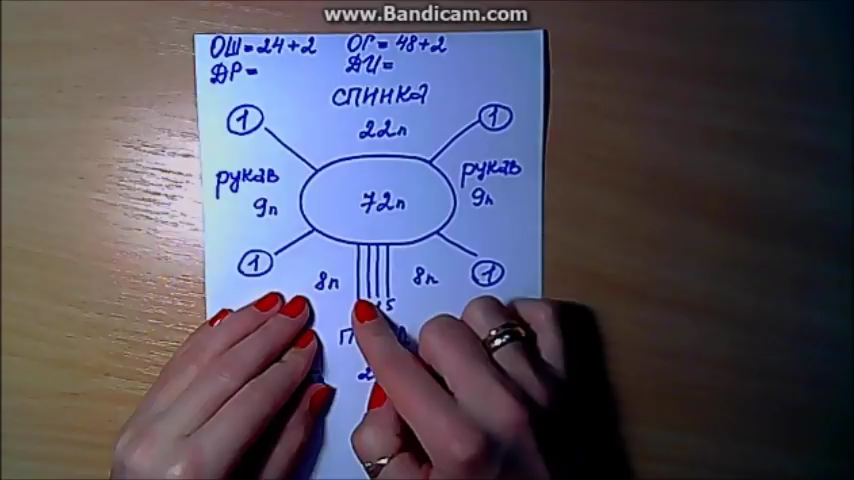 www.Bandicam.com
ОШ=24+2 ОГ=48+2
ДР= ДИ=
СПИНКА
1 22п 1
рукав рукав
9п 72п 9п
1 1
8п 8п